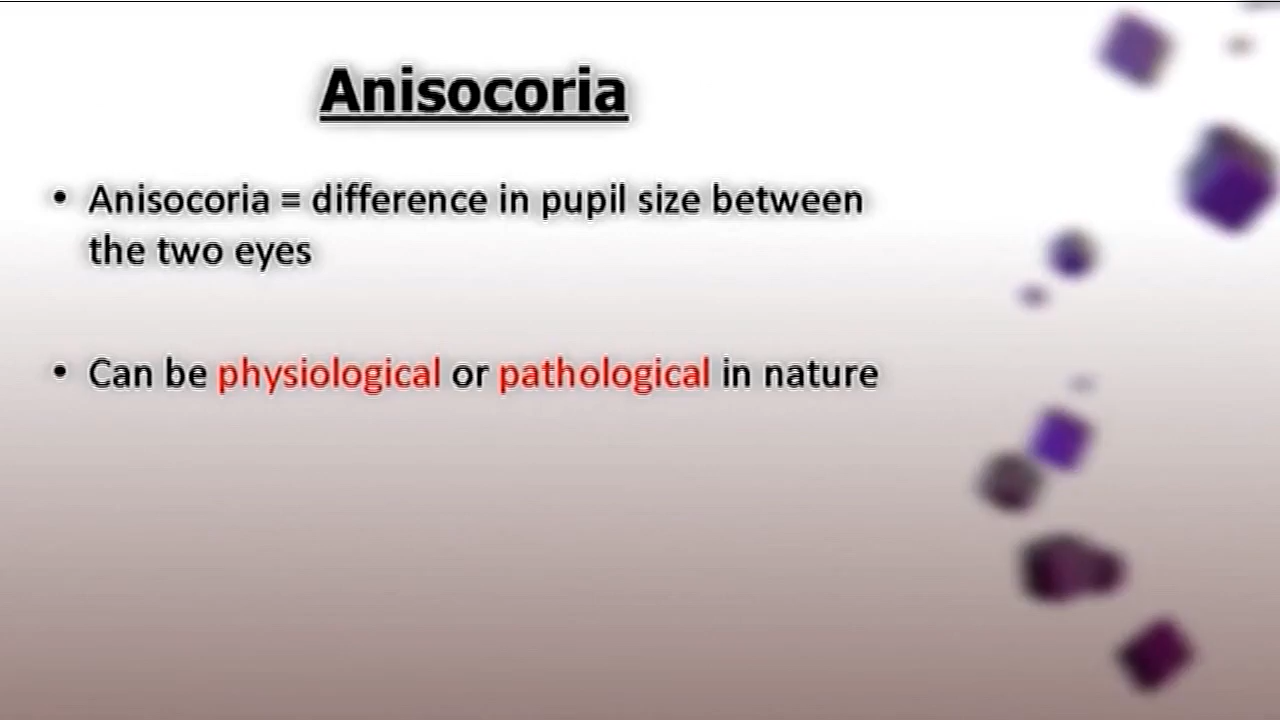 Anisocoria
• Anisocoria ≡ difference in pupil size between
the two eyes
• Can be physiological or pathological in nature